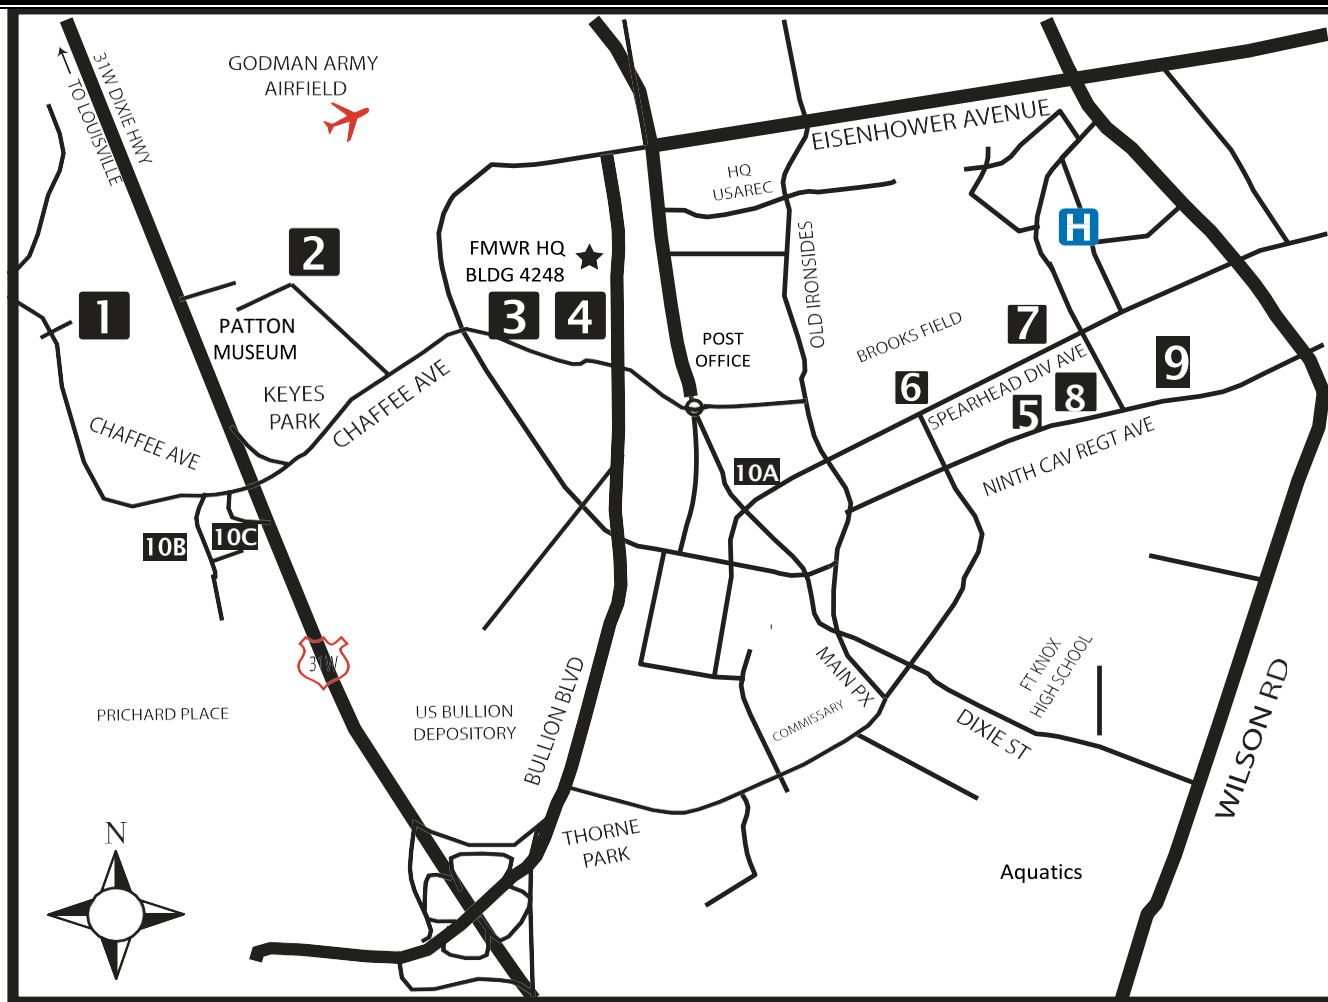 31W DIXIE HWY
TO LOUISVILLE
GODMAN ARMY
AIRFIELD
EISENHOWER AVENUE
HQ
USAREC
H
2
FMWR HQ
BLDG 4248
OLD IRONSIDES
1
3
4
PATTON
MUSEUM
POST
OFFICE
BROOKS FIELD
7
9
KEYES
PARK
CHAFFEE AVE
6
SPEARHEAD DIV AVE
5
8
CHAFFEE AVE
NINTH CAV REGT AVE
10A
10B
10C
31W
MAIN PX
FT KNOX
HIGH SCHOOL
PRICHARD PLACE
US BULLION
DEPOSITORY
BULLION BLVD
COMMISSARY
DIXIE ST
WILSON RD
THORNE
PARK
N
Aquatics